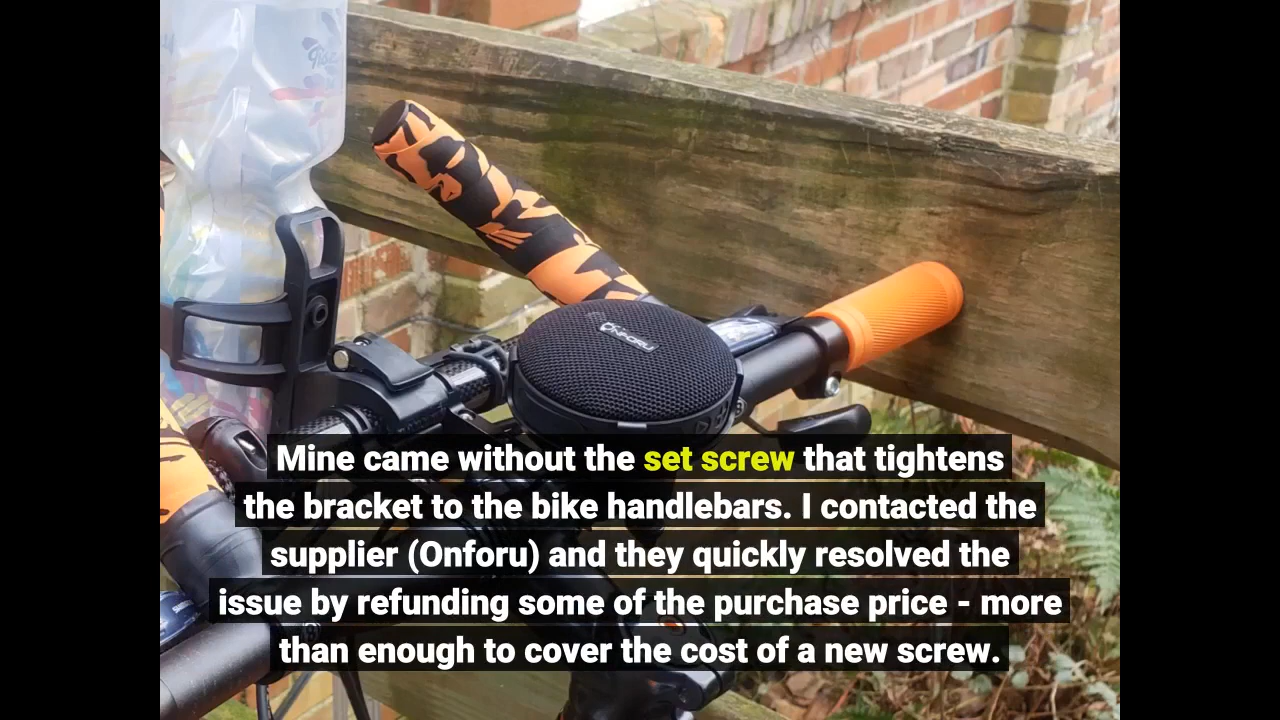 ONFORU
Mine came without the set screw that tightens
the bracket to the bike handlebars. I contacted the
supplier (Onforu) and they quickly resolved the
issue by refunding some of the purchase price - more
than enough to cover the cost of a new screw.